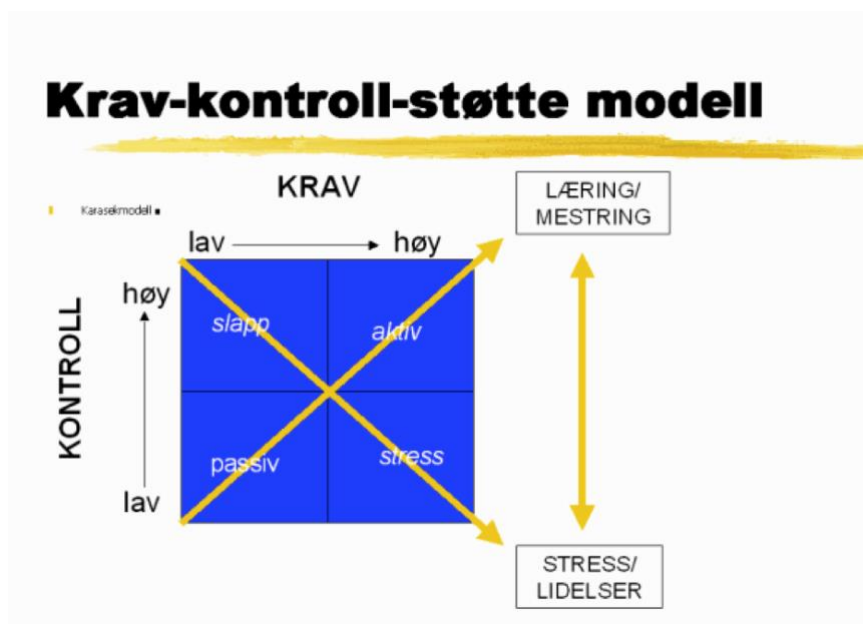 Krav-kontroll-støtte modell
KRAV
LÆRING/
MESTRING
Karasekmodell
lav
høy
høy
slapp
aktiv
KONTROLL
passiv
stress
lav
STRESS/
LIDELSER